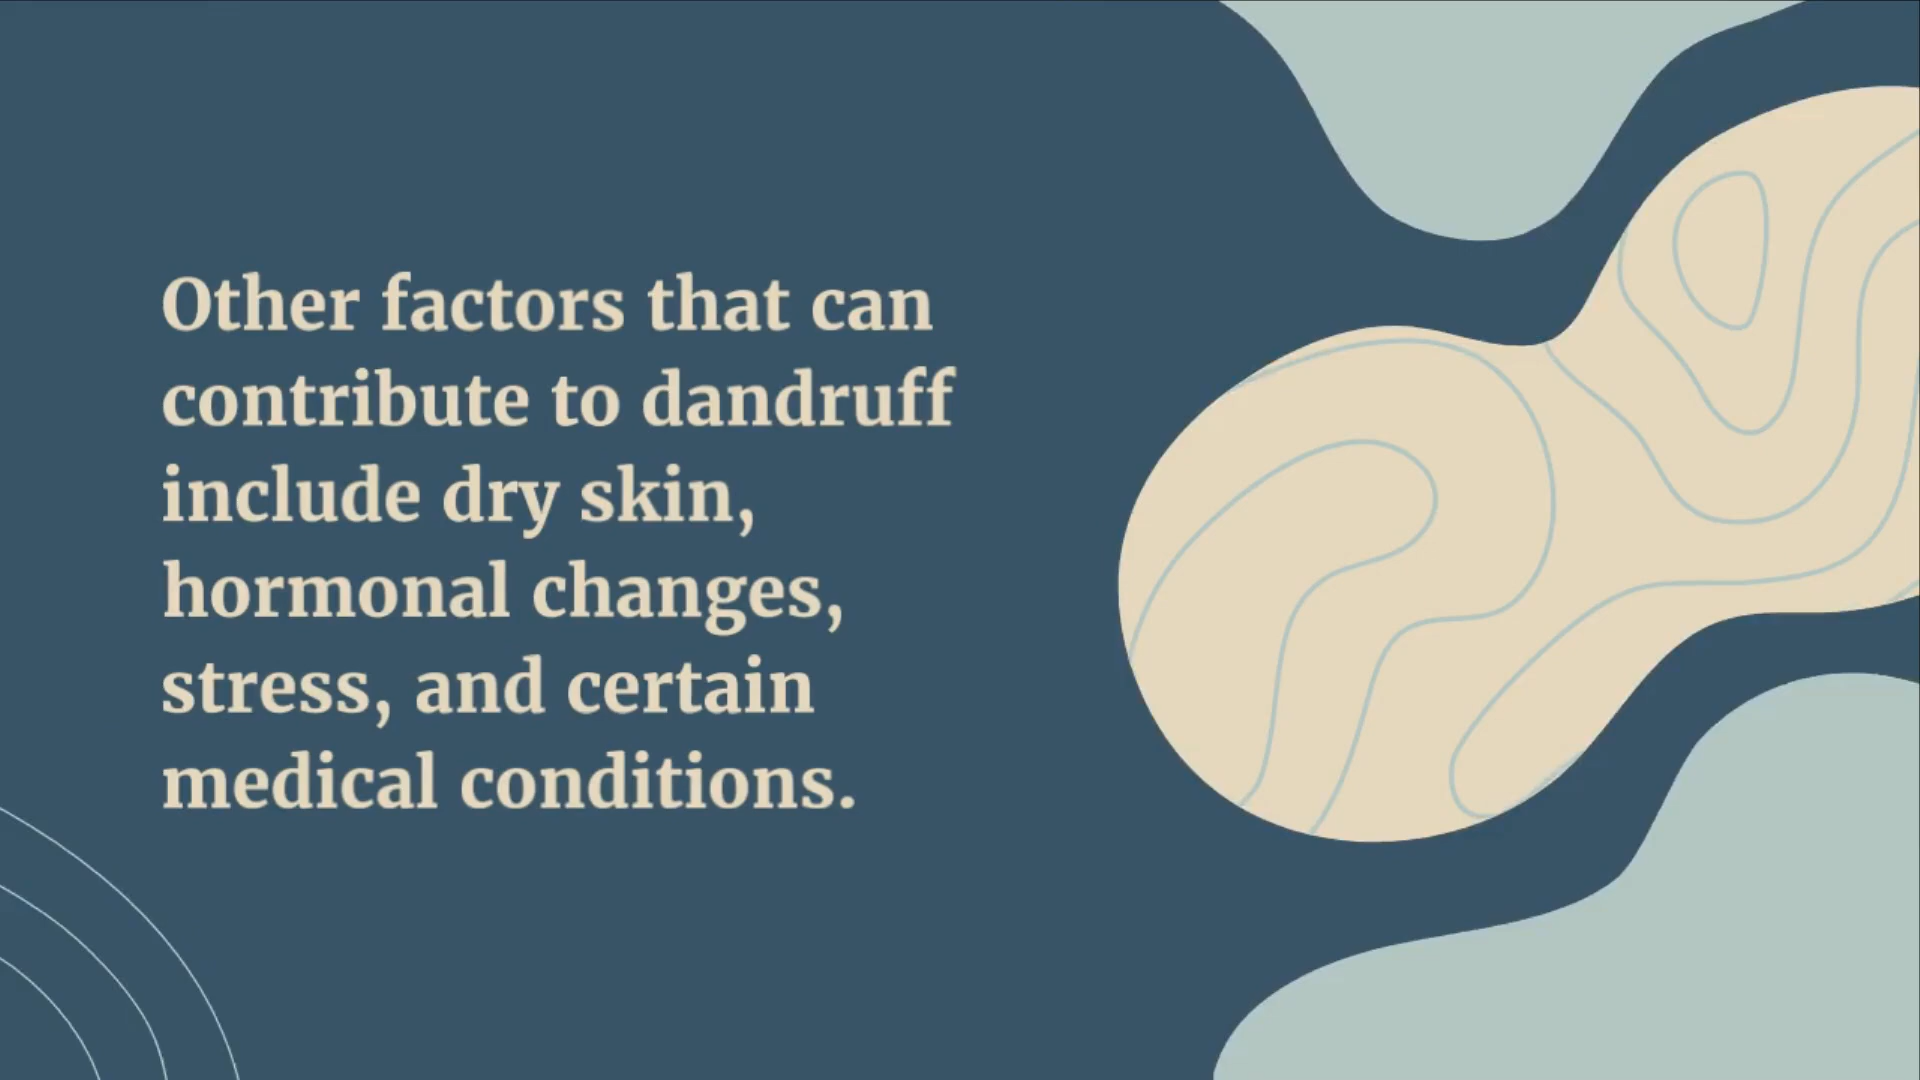 Other factors that can
contribute to dandruff
include dry skin,
hormonal changes,
stress, and certain
medical conditions.